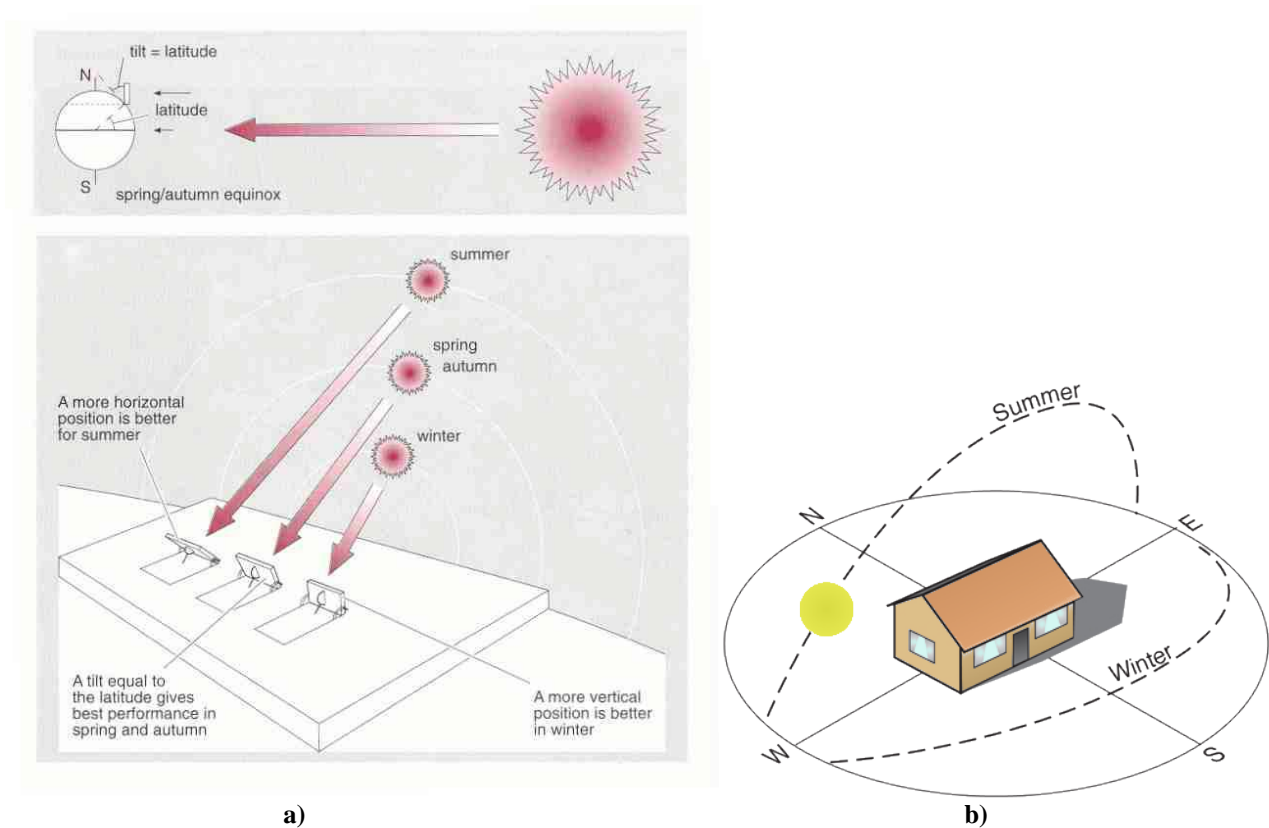 tilt = latitude
N
latitude
S
spring/autumn equinox
summer
spring
autumn
winter
A more horizontal
position is better
for summer
A tilt equal to
the latitude gives
best performance in
spring and autumn
A more vertical
position is better
in winter
a)
Summer
N
E
Winter
W
S
b)